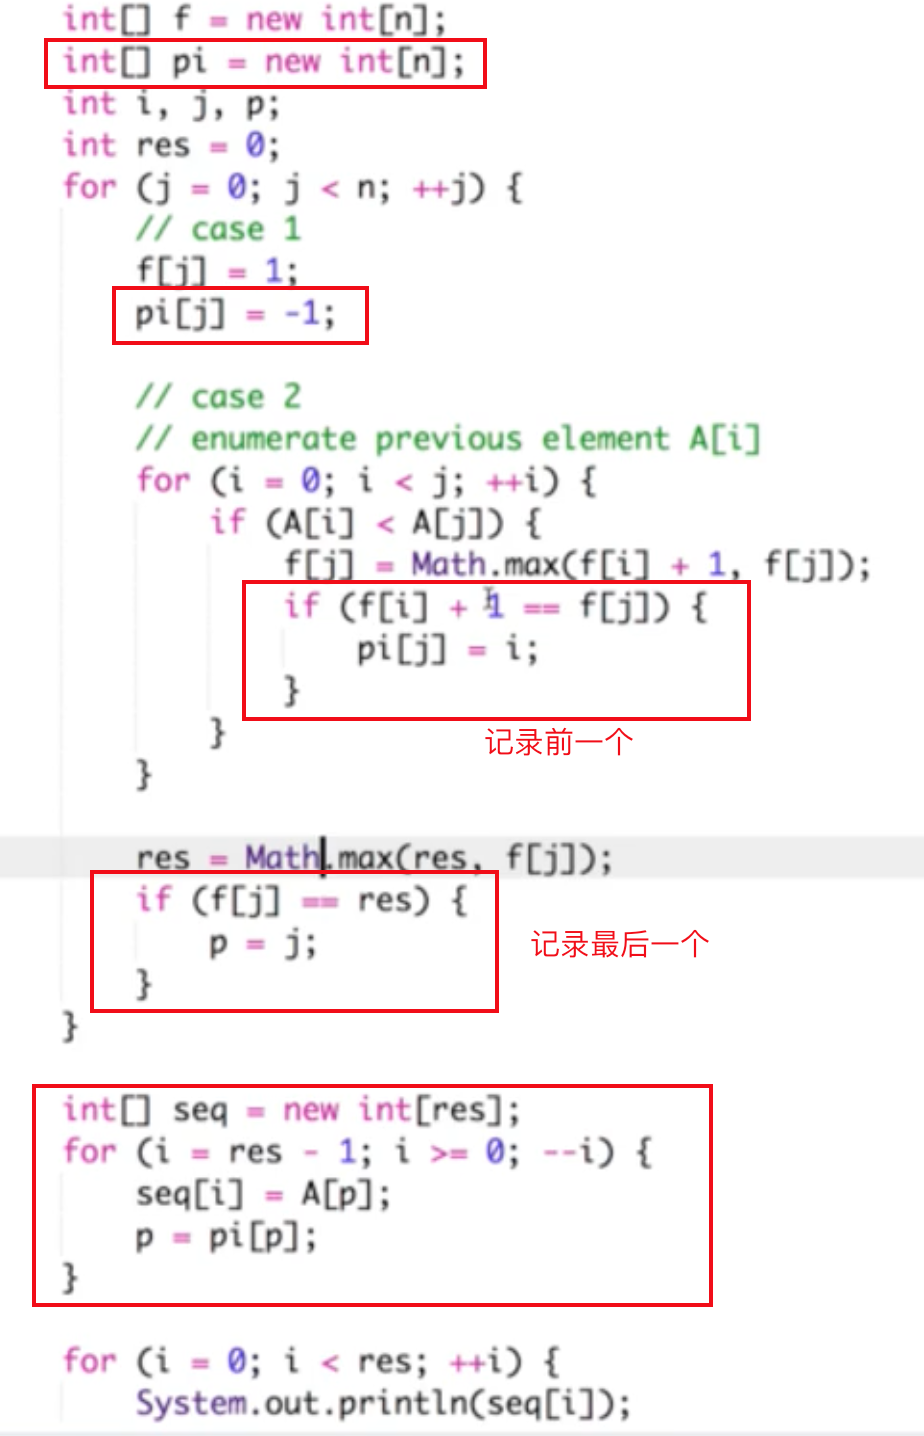 int[] f = new int[n];
int[] pi = new int[n];
int i, j, p;
int res = 0;
for (j = 0; j < n; ++j) {
// case 1
f[j] = 1;
pi[j] = -1;
// case 2
// enumerate previous element A[i]
for (i = 0; i < j; ++i) {
if (A[i] < A[j]) {
f[j] = Math.max(f[i] + 1, f[j]);
if (f[i] + 1 == f[j]) {
pi[j] = i;
}
}
记录前一个
}
res = Math.max(res, f[j]);
if (f[j] == res) {
p = j;
记录最后一个
}
}
int[] seq = new int[res];
for (i = res - 1; i >= 0; --i) {
seq[i] = A[p];
p = pi[p];
}
for (i = 0; i < res; ++i) {
System.out.println(seq[i]);